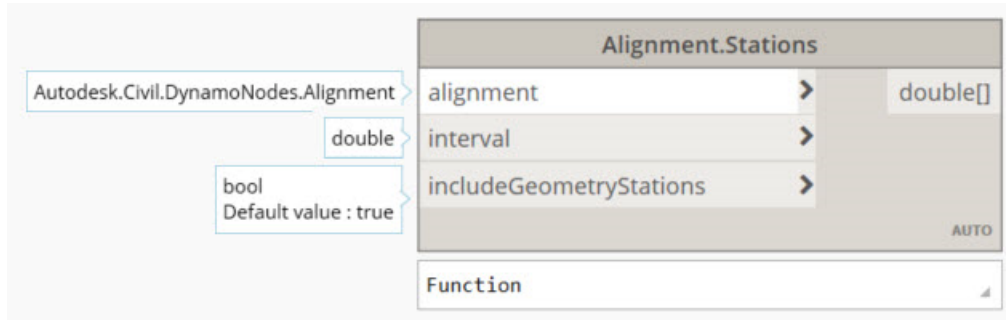 Alignment.Stations
Autodesk.Civil.DynamoNodes.Alignment
alignment
double[]
double
interval
bool
Default value : true
includeGeometryStations
AUTO
Function